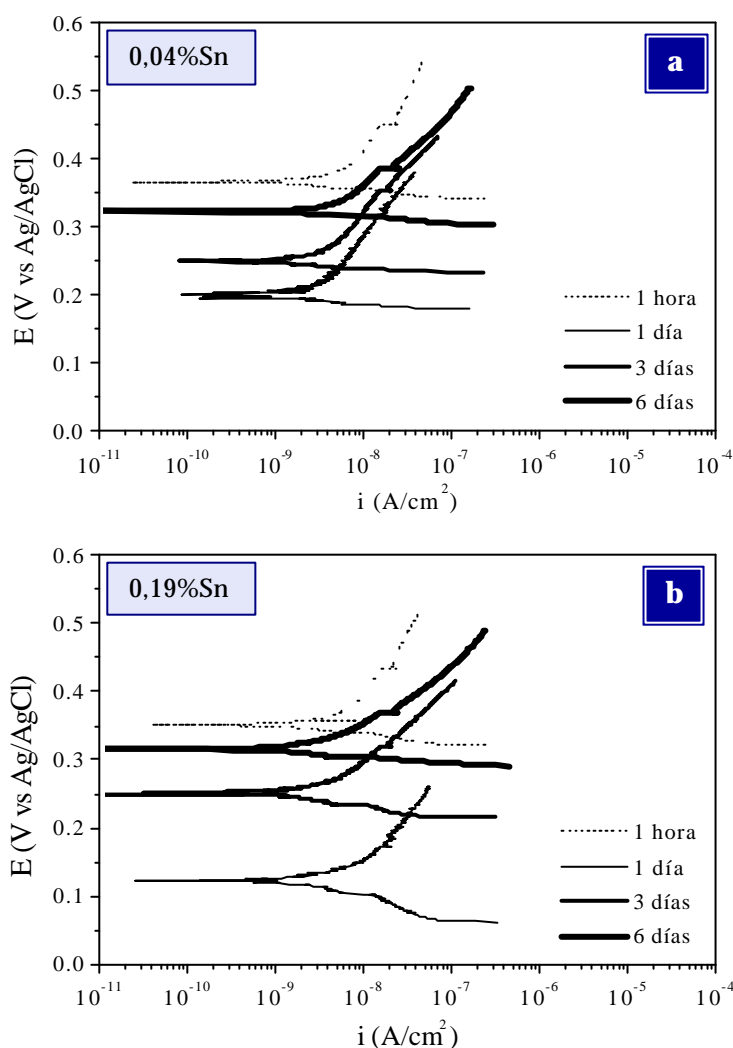 0,04%Sn
a
0.6
0.5
0.4
0.3
0.2
0.1
0.0
E (V vs Ag/AgCl)
1 hora
1 día
3 días
6 días
10⁻¹¹ 10⁻¹⁰ 10⁻⁹ 10⁻⁸ 10⁻⁷ 10⁻⁶ 10⁻⁵ 10⁻⁴
i (A/cm²)
0,19%Sn
b
0.6
0.5
0.4
0.3
0.2
0.1
0.0
E (V vs Ag/AgCl)
1 hora
1 día
3 días
6 días
10⁻¹¹ 10⁻¹⁰ 10⁻⁹ 10⁻⁸ 10⁻⁷ 10⁻⁶ 10⁻⁵ 10⁻⁴
i (A/cm²)